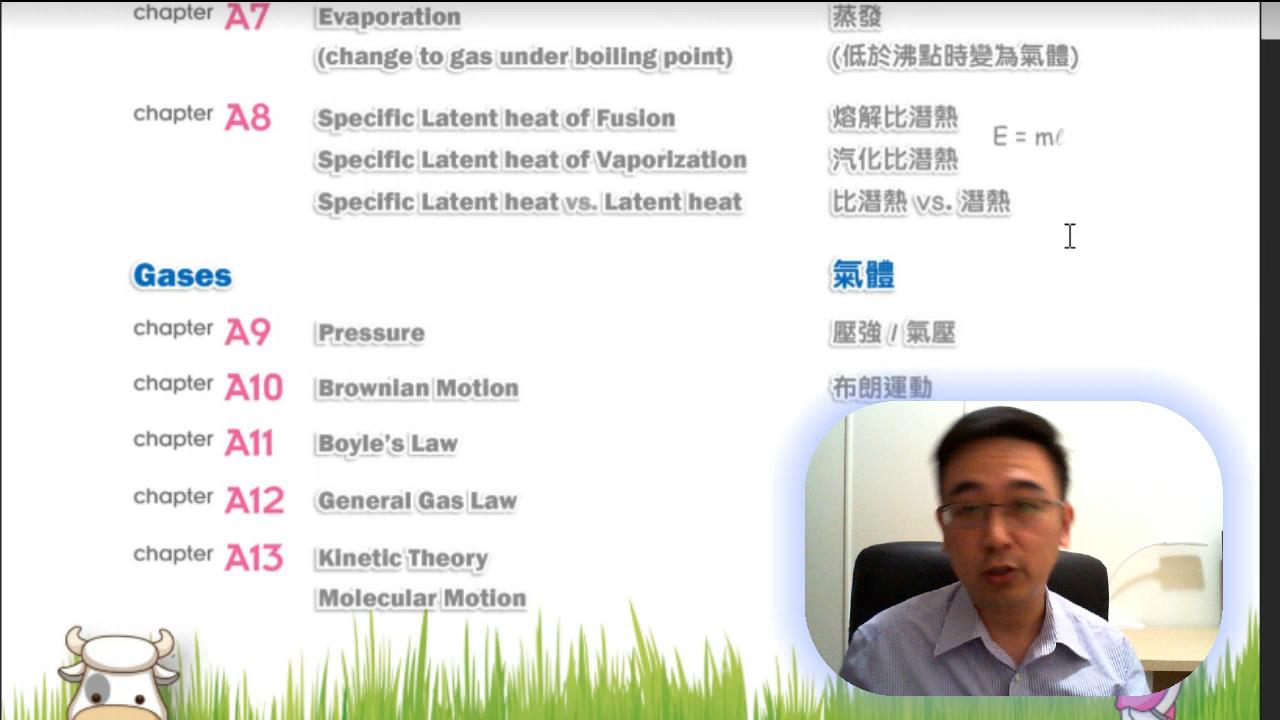 chapter A7 Evaporation 蒸發
(change to gas under boiling point) (低於沸點時變為氣體)
chapter A8 Specific Latent heat of Fusion 熔解比潛熱
E = mℓ
Specific Latent heat of Vaporization 汽化比潛熱
Specific Latent heat vs. Latent heat 比潛熱 vs. 潛熱
Gases 氣體
chapter A9 Pressure 壓強 / 氣壓
chapter A10 Brownian Motion 布朗運動
chapter A11 Boyle's Law
chapter A12 General Gas Law
chapter A13 Kinetic Theory
Molecular Motion